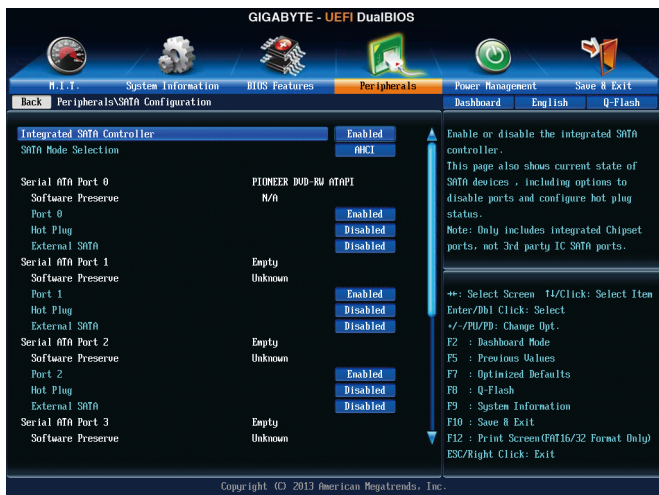 GIGABYTE - UEFI DualBIOS
M.I.T. System Information BIOS Features Peripherals Power Management Save & Exit
Back Peripherals\SATA Configuration Dashboard English Q-Flash
Integrated SATA Controller Enabled
SATA Mode Selection AHCI
Serial ATA Port 0 PIONEER DVD-RW ATAPI
Software Preserve N/A
Port 0 Enabled
Hot Plug Disabled
External SATA Disabled
Serial ATA Port 1 Empty
Software Preserve Unknown
Port 1 Enabled
Hot Plug Disabled
External SATA Disabled
Serial ATA Port 2 Empty
Software Preserve Unknown
Port 2 Enabled
Hot Plug Disabled
External SATA Disabled
Serial ATA Port 3 Empty
Software Preserve Unknown
Enable or disable the integrated SATA
controller.
This page also shows current state of
SATA devices , including options to
disable ports and configure hot plug
status.
Note: Only includes integrated Chipset
ports, not 3rd party IC SATA ports.
→←: Select Screen ↑↓/Click: Select Item
Enter/Dbl Click: Select
+/-/PU/PD: Change Opt.
F2 : Dashboard Mode
F5 : Previous Values
F7 : Optimized Defaults
F8 : Q-Flash
F9 : System Information
F10 : Save & Exit
F12 : Print Screen(FAT16/32 Format Only)
ESC/Right Click: Exit
Copyright (C) 2013 American Megatrends, Inc.